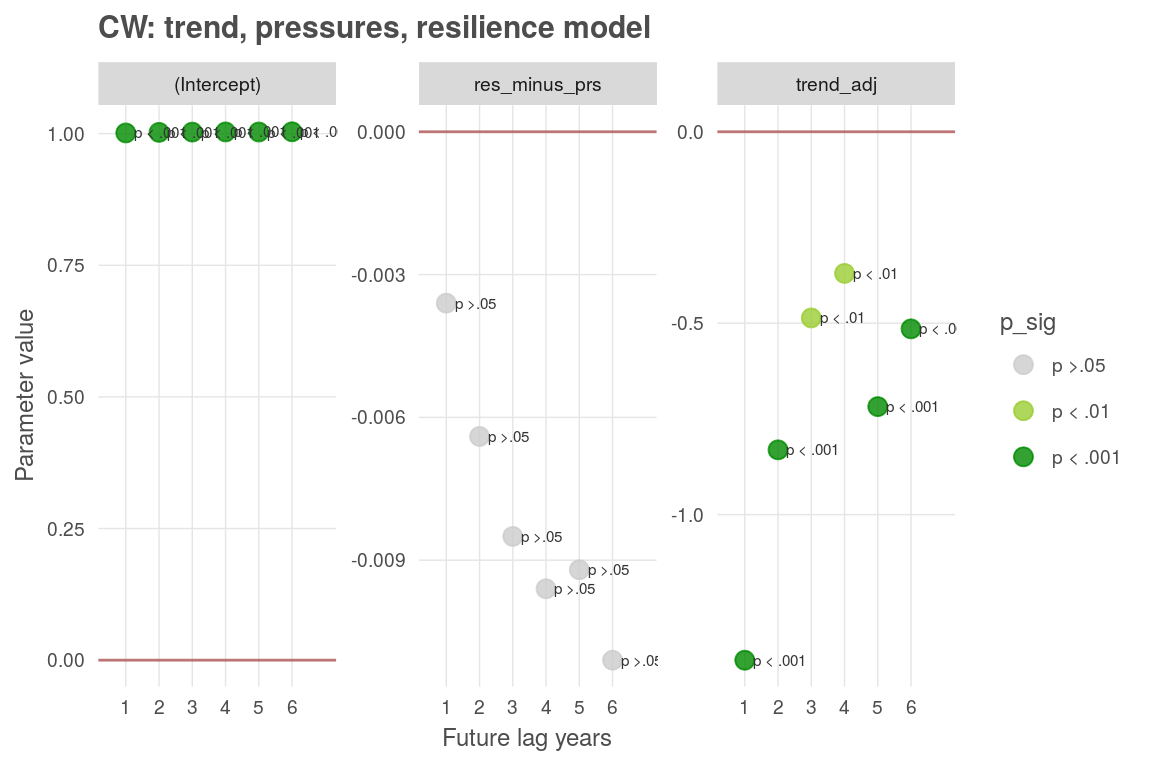 CW: trend, pressures, resilience model
(Intercept)
res_minus_prs
trend_adj
Parameter value
1.00
0.75
0.50
0.25
0.00
p < .001
0.000
-0.003
-0.006
-0.009
p >.05
p >.05
p >.05
p >.05
p >.05
p >.05
0.0
-0.5
-1.0
p < .001
p < .001
p < .01
p < .01
p < .001
p < .0
1 2 3 4 5 6
1 2 3 4 5 6
1 2 3 4 5 6
Future lag years
p_sig
p >.05
p < .01
p < .001